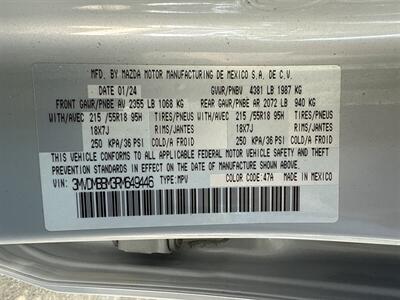 MFD. BY MAZDA MOTOR MANUFACTURING DE MEXICO S.A. DE C.V.
DATE 01/24 GVWR/PNBV 4381 LB 1987 KG
FRONT GAWR/PNBE AV 2355 LB 1068 KG REAR GAWR/PNBE AR 2072 LB 940 KG
WITH/AVEC 215 /55R18 95H TIRES/PNEUS WITH/AVEC 215 /55R18 95H TIRES/PNEUS
18X7J RIMS/JANTES 18X7J RIMS/JANTES
250 KPA/36 PSI COLD/A FROID 250 KPA/36 PSI COLD/A FROID
THIS VEHICLE CONFORMS TO ALL APPLICABLE FEDERAL MOTOR VEHICLE SAFETY AND THEFT
PREVENTION STANDARDS IN EFFECT ON THE DATE OF MANUFACTURE SHOWN ABOVE.
VIN: 3MVDMBBM3RM649446 TYPE: MPV COLOR CODE: 47A MADE IN MEXICO